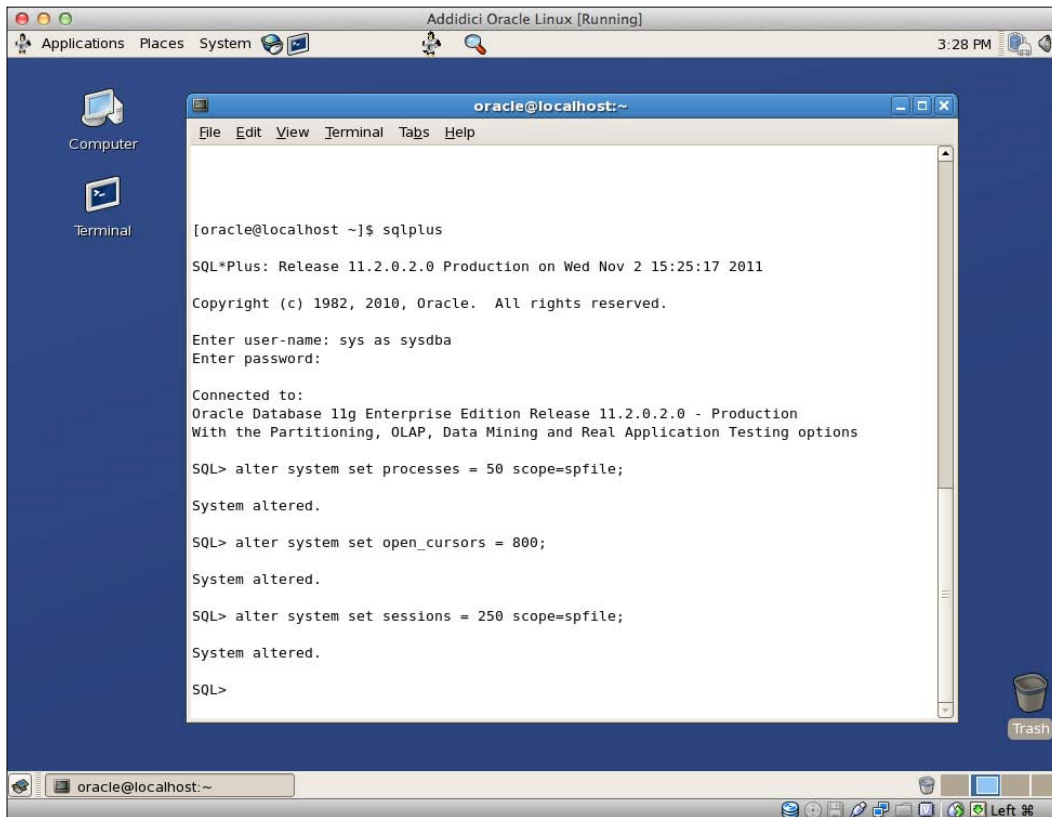 Addidici Oracle Linux [Running]
Applications Places System
3:28 PM
Computer
Terminal
oracle@localhost:~
File Edit View Terminal Tabs Help
[oracle@localhost ~]$ sqlplus
SQL*Plus: Release 11.2.0.2.0 Production on Wed Nov 2 15:25:17 2011
Copyright (c) 1982, 2010, Oracle.  All rights reserved.
Enter user-name: sys as sysdba
Enter password:
Connected to:
Oracle Database 11g Enterprise Edition Release 11.2.0.2.0 - Production
With the Partitioning, OLAP, Data Mining and Real Application Testing options
SQL> alter system set processes = 50 scope=spfile;
System altered.
SQL> alter system set open_cursors = 800;
System altered.
SQL> alter system set sessions = 250 scope=spfile;
System altered.
SQL>
Trash
oracle@localhost:~
Left ⌘